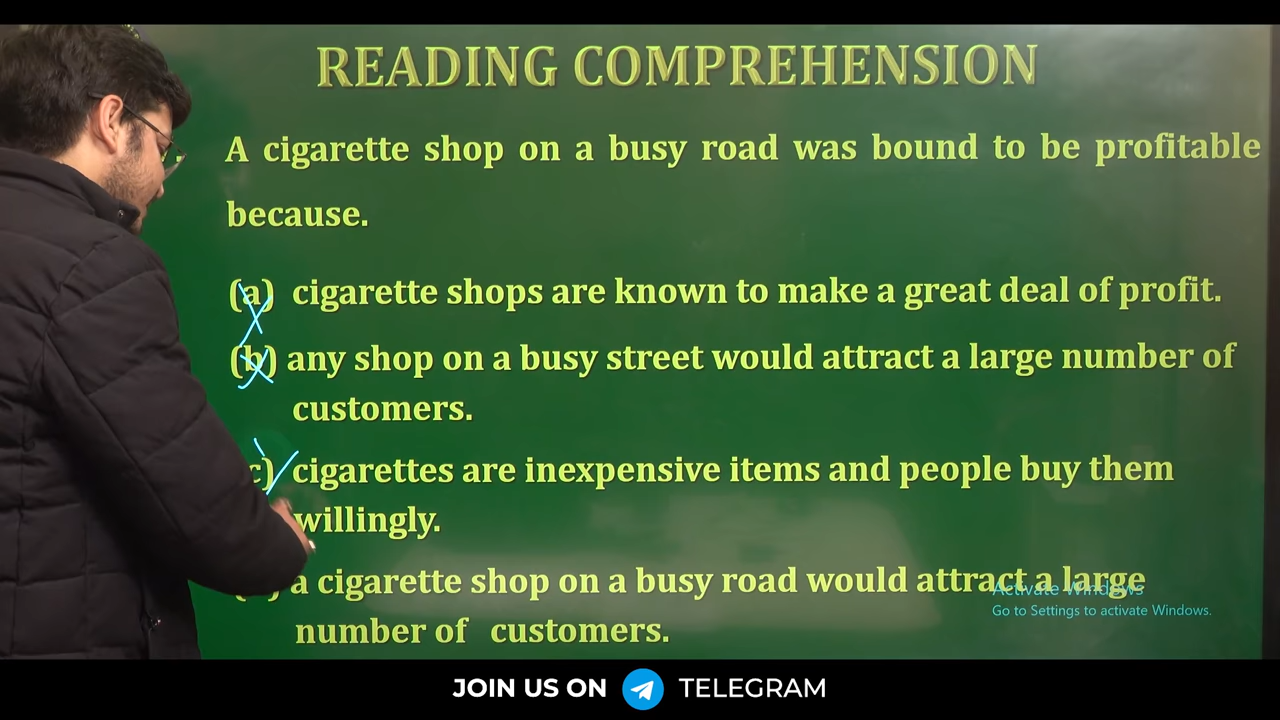 READING COMPREHENSION
A cigarette shop on a busy road was bound to be profitable
because.
(a) cigarette shops are known to make a great deal of profit.
(b) any shop on a busy street would attract a large number of
customers.
c) cigarettes are inexpensive items and people buy them
willingly.
a cigarette shop on a busy road would attract a large
number of customers.
Activate Windows
Go to Settings to activate Windows.
JOIN US ON TELEGRAM